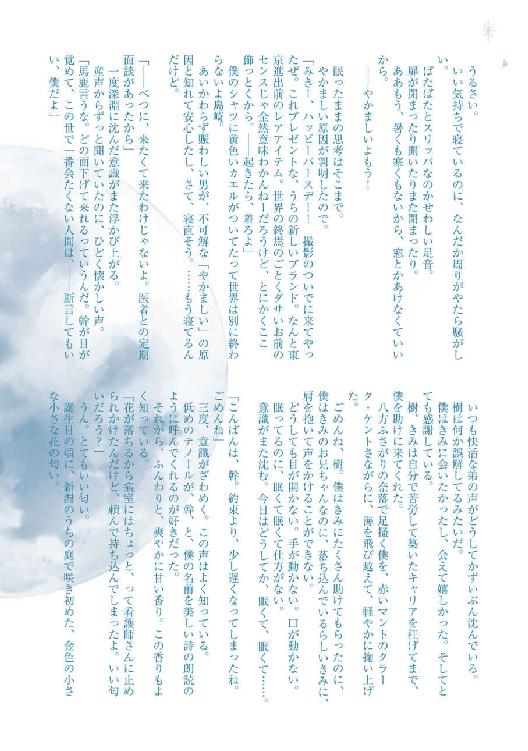 うるさい。
いい気持ちで寝ているのに、なんだか周りがやたら騒がし
い。
ぱたぱたとスリッパなのかせわしい足音。
扉が閉まったり開いたりまた閉まったり。
ああもう、暑くも寒くもないから、窓とかあけなくていい
から。
――やかましいよもう！
眠ったままの思考はそこまで。
やかましい原因が判明したので。
「みきー、ハッピーバースデー！　撮影のついでに来てやっ
たぜ。これプレゼントな、うちの新しいブランド。なんと東
京進出前のレアアイテム。世界の終焉のごとくダサいお前の
センスじゃ全然意味わかんねーだろうけど、とにかくここ
飾っとくから、――起きたら、着ろよ」
僕のシャツに黄色いカエルがついてたって世界は別に終わ
らないよ島崎。
あいかわらず賑わしい男が、不可解な「やかましい」の原
因と知れて安心したし、さて、寝直そう。……もう寝てるん
だけど。
「――べつに、来たくて来たわけじゃないよ。医者との定期
面談があったから」
一度深淵に沈んだ意識がまた浮かび上がる。
産声からずっと聞いていたのに、ひどく懐かしい声。
「馬鹿言うな。どの面下げて来れるっていうんだ。幹が目が
覚めて、この世で一番会たくない人間は、――断言してもい
い、僕だよ」
いつも快活な弟の声がどうしてかずいぶん沈んでいる。
樹は何か誤解してるみたいだ。
僕はきみに会いたかったし、会えて嬉しかった。そしてと
ても感謝している。
樹、きみは自分で苦労して築いたキャリアを抂げてまで、
僕を助けに来てくれた。
八方ふさがりの奈落で足掻く僕を、赤いマントのクラー
ク・ケントさながらに、海を飛び越えて、軽やかに掬い上げ
た。
ごめんね、樹。僕はきみにたくさん助けてもらったのに、
僕はきみのお兄ちゃんなのに、落ち込んでいるらしいきみに、
肩を抱いて声をかけることができない。
どうしても目が開かない。手が動かない。口が動かない。
眠ってるのに、眠くて眠くて仕方がない。
意識がまた沈む。今日はどうしてか、眠くて、眠くて……。
「こんばんは、幹。約束より、少し遅くなってしまったね。
ごめんね」
三度、意識がざわめく。この声はよく知っている。
低めのテノールが、幹、と、僕の名前を美しい詩の朗読の
ように呼んでくれるのが好きだった。
それから、ふんわりと、爽やかに甘い香り。この香りもよ
く知っている。
「花が落ちるから病室にはちょっと、って看護師さんに止め
られかけたんだけど、頼んで持ち込んでしまったよ。いい匂
いだろう？」
うん。とてもいい匂い。
誕生日の頃に、新潟のうちの庭で咲き初めた、金色の小さ
な小さな花の匂い。